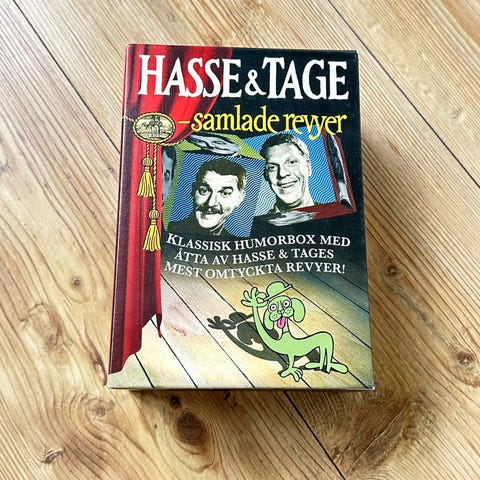 HASSE & TAGE
– samlade revyer
KLASSISK HUMORBOX MED
ÅTTA AV HASSE & TAGES
MEST OMTYCKTA REVYER!